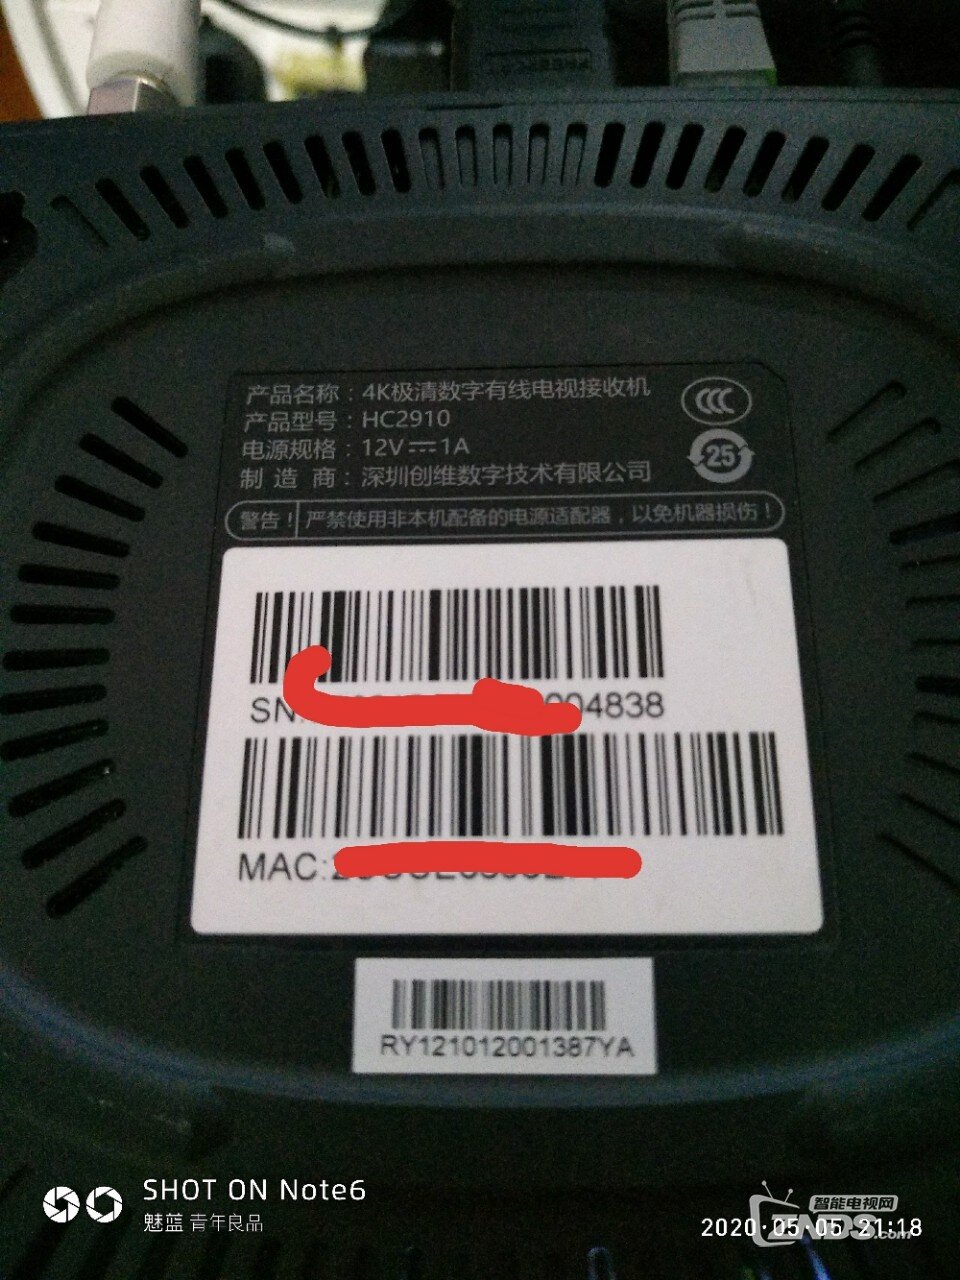 产品名称：4K极清数字有线电视接收机
产品型号：HC2910
电源规格：12V⎓1A
制 造 商：深圳创维数字技术有限公司
25
警告！严禁使用非本机配备的电源适配器，以免机器损伤！
SN:
004838
MAC:
RY121012001387YA
SHOT ON Note6
魅蓝 青年良品
智能电视网
2020·05·05 21:18
ZNDS.com